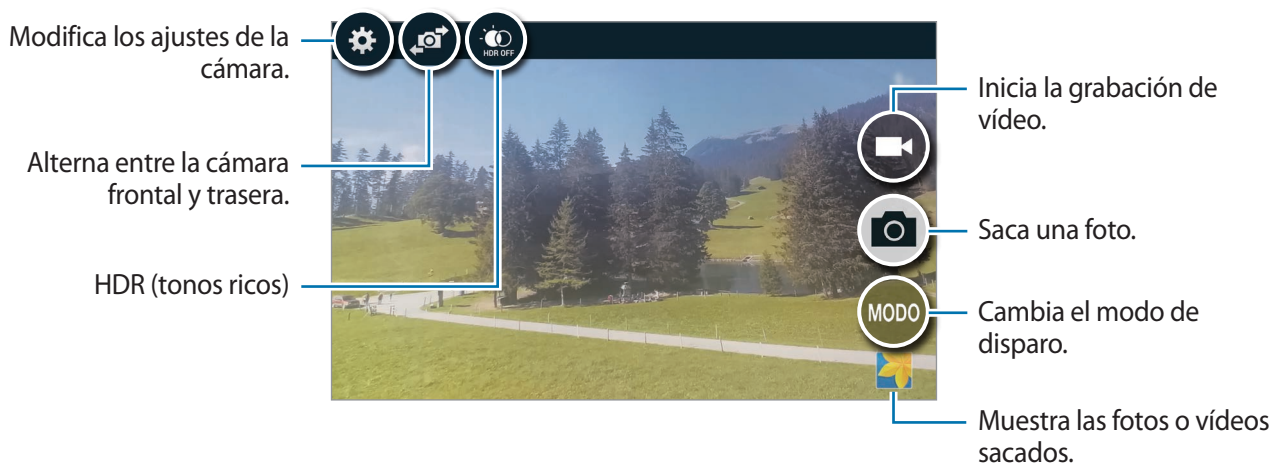 Modifica los ajustes de la
cámara.
Alterna entre la cámara
frontal y trasera.
HDR (tonos ricos)
HDR OFF
Inicia la grabación de
vídeo.
Saca una foto.
MODO
Cambia el modo de
disparo.
Muestra las fotos o vídeos
sacados.